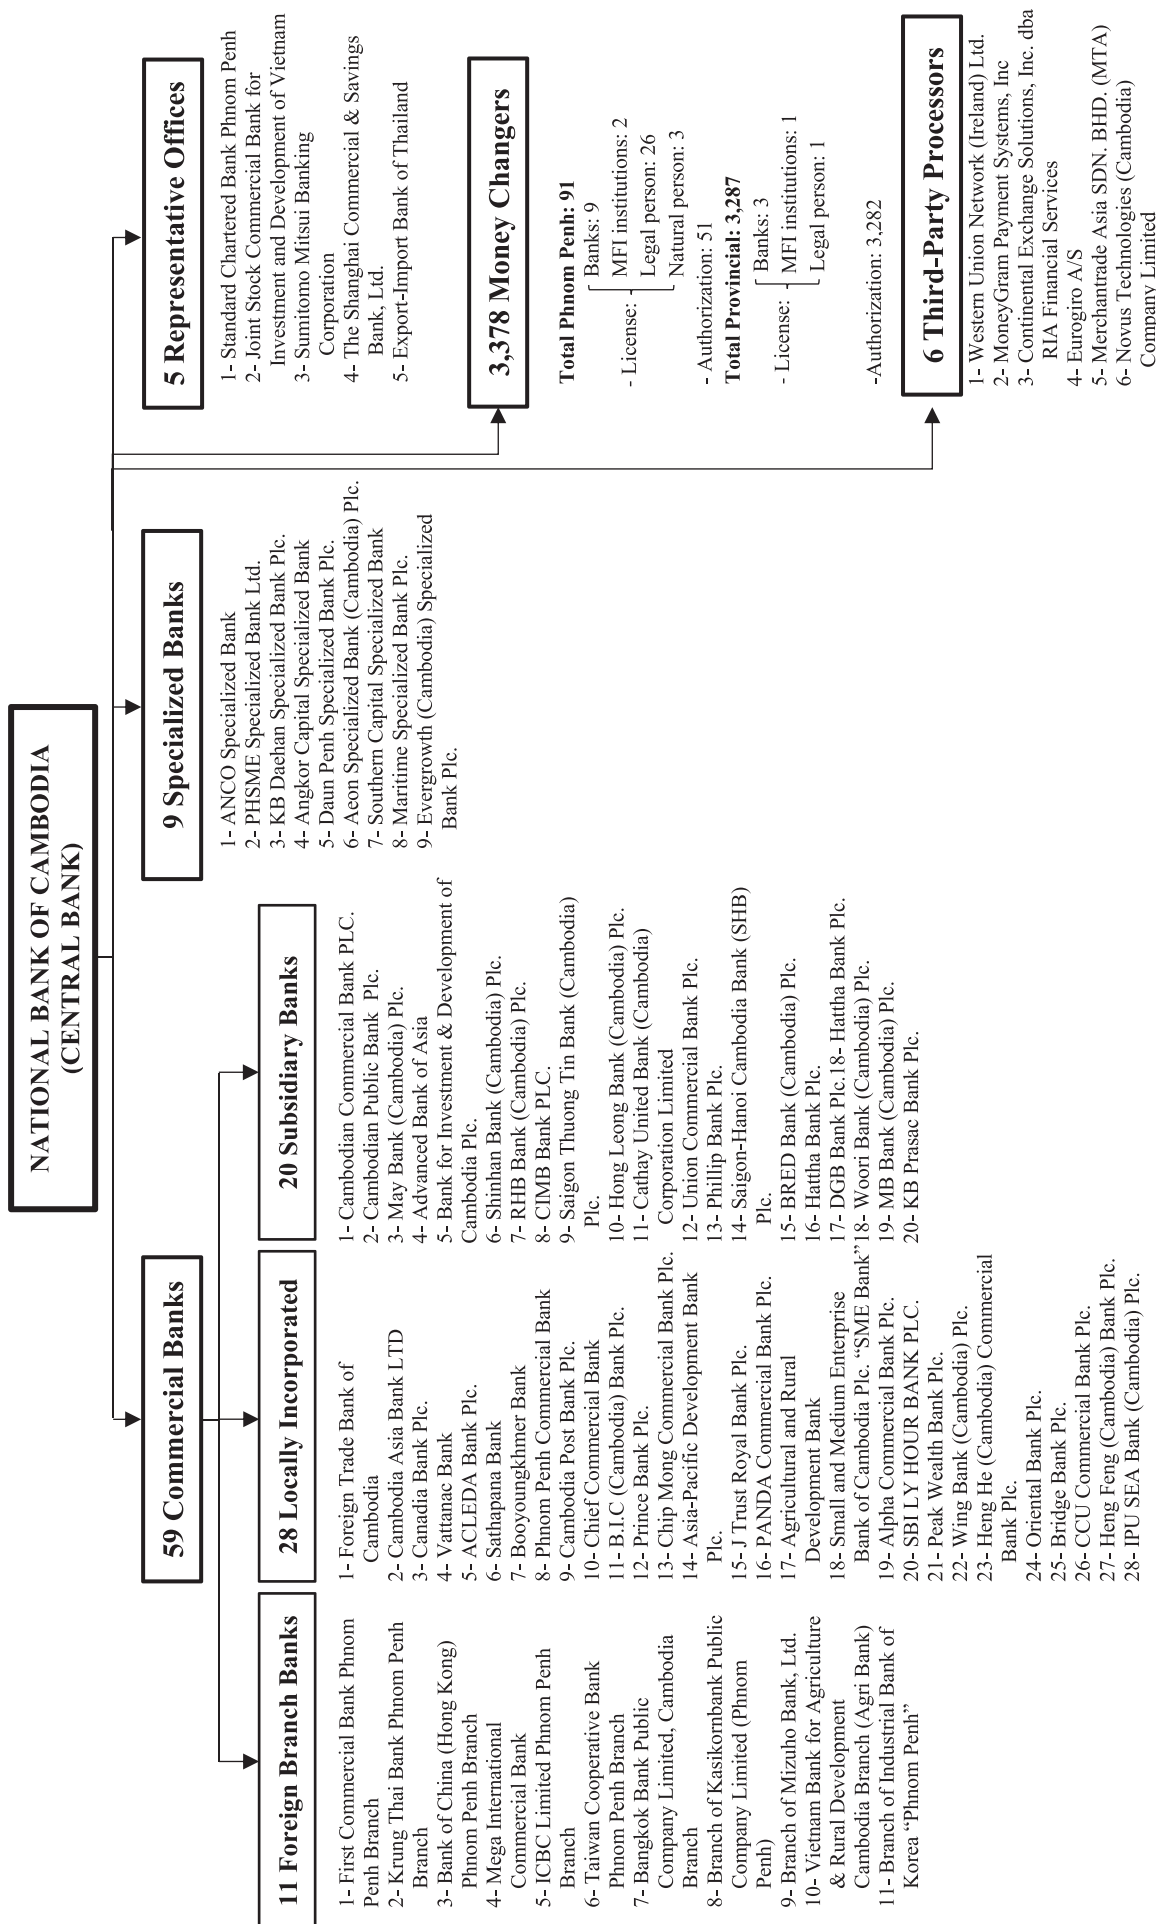 NATIONAL BANK OF CAMBODIA
(CENTRAL BANK)
59 Commercial Banks
11 Foreign Branch Banks
1- First Commercial Bank Phnom
Penh Branch
2- Krung Thai Bank Phnom Penh
Branch
3- Bank of China (Hong Kong)
Phnom Penh Branch
4- Mega International
Commercial Bank
5- ICBC Limited Phnom Penh
Branch
6- Taiwan Cooperative Bank
Phnom Penh Branch
7- Bangkok Bank Public
Company Limited, Cambodia
Branch
8- Branch of Kasikornbank Public
Company Limited (Phnom
Penh)
9- Branch of Mizuho Bank, Ltd.
10- Vietnam Bank for Agriculture
& Rural Development
Cambodia Branch (Agri Bank)
11- Branch of Industrial Bank of
Korea “Phnom Penh”
28 Locally Incorporated
1- Foreign Trade Bank of
Cambodia
2- Cambodia Asia Bank LTD
3- Canadia Bank Plc.
4- Vattanac Bank
5- ACLEDA Bank Plc.
6- Sathapana Bank
7- Booyoungkhmer Bank
8- Phnom Penh Commercial Bank
9- Cambodia Post Bank Plc.
10- Chief Commercial Bank
11- B.I.C (Cambodia) Bank Plc.
12- Prince Bank Plc.
13- Chip Mong Commercial Bank Plc.
14- Asia-Pacific Development Bank
Plc.
15- J Trust Royal Bank Plc.
16- PANDA Commercial Bank Plc.
17- Agricultural and Rural
Development Bank
18- Small and Medium Enterprise
Bank of Cambodia Plc. “SME Bank”
19- Alpha Commercial Bank Plc.
20- SBI LY HOUR BANK PLC.
21- Peak Wealth Bank Plc.
22- Wing Bank (Cambodia) Plc.
23- Heng He (Cambodia) Commercial
Bank Plc.
24- Oriental Bank Plc.
25- Bridge Bank Plc.
26- CCU Commercial Bank Plc.
27- Heng Feng (Cambodia) Bank Plc.
28- IPU SEA Bank (Cambodia) Plc.
20 Subsidiary Banks
1- Cambodian Commercial Bank PLC.
2- Cambodian Public Bank Plc.
3- May Bank (Cambodia) Plc.
4- Advanced Bank of Asia
5- Bank for Investment & Development of
Cambodia Plc.
6- Shinhan Bank (Cambodia) Plc.
7- RHB Bank (Cambodia) Plc.
8- CIMB Bank PLC.
9- Saigon Thuong Tin Bank (Cambodia)
Plc.
10- Hong Leong Bank (Cambodia) Plc.
11- Cathay United Bank (Cambodia)
Corporation Limited
12- Union Commercial Bank Plc.
13- Phillip Bank Plc.
14- Saigon-Hanoi Cambodia Bank (SHB)
Plc.
15- BRED Bank (Cambodia) Plc.
16- Hattha Bank Plc.
17- DGB Bank Plc.18- Hattha Bank Plc.
18- Woori Bank (Cambodia) Plc.
19- MB Bank (Cambodia) Plc.
20- KB Prasac Bank Plc.
9 Specialized Banks
1- ANCO Specialized Bank
2- PHSME Specialized Bank Ltd.
3- KB Daehan Specialized Bank Plc.
4- Angkor Capital Specialized Bank
5- Daun Penh Specialized Bank Plc.
6- Aeon Specialized Bank (Cambodia) Plc.
7- Southern Capital Specialized Bank
8- Maritime Specialized Bank Plc.
9- Evergrowth (Cambodia) Specialized
Bank Plc.
5 Representative Offices
1- Standard Chartered Bank Phnom Penh
2- Joint Stock Commercial Bank for
Investment and Development of Vietnam
3- Sumitomo Mitsui Banking
Corporation
4- The Shanghai Commercial & Savings
Bank, Ltd.
5- Export-Import Bank of Thailand
3,378 Money Changers
Total Phnom Penh: 91
- License:
Banks: 9
MFI institutions: 2
Legal person: 26
Natural person: 3
- Authorization: 51
Total Provincial: 3,287
- License:
Banks: 3
MFI institutions: 1
Legal person: 1
-Authorization: 3,282
6 Third-Party Processors
1- Western Union Network (Ireland) Ltd.
2- MoneyGram Payment Systems, Inc
3- Continental Exchange Solutions, Inc. dba
RIA Financial Services
4- Eurogiro A/S
5- Merchantrade Asia SDN. BHD. (MTA)
6- Novus Technologies (Cambodia)
Company Limited